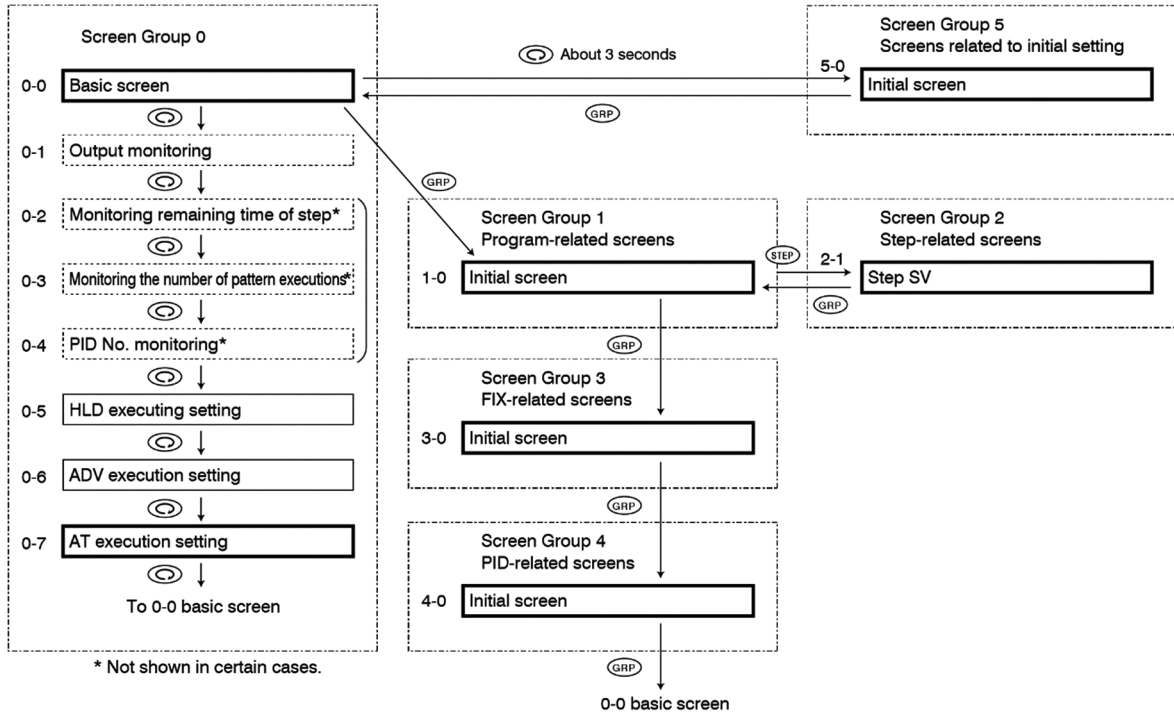 Screen Group 0
0-0 Basic screen
0-1 Output monitoring
0-2 Monitoring remaining time of step*
0-3 Monitoring the number of pattern executions*
0-4 PID No. monitoring*
0-5 HLD executing setting
0-6 ADV execution setting
0-7 AT execution setting
To 0-0 basic screen
* Not shown in certain cases.
About 3 seconds
GRP
Screen Group 5
Screens related to initial setting
5-0 Initial screen
GRP
Screen Group 1
Program-related screens
1-0 Initial screen
STEP
GRP
Screen Group 2
Step-related screens
2-1 Step SV
GRP
Screen Group 3
FIX-related screens
3-0 Initial screen
GRP
Screen Group 4
PID-related screens
4-0 Initial screen
GRP
0-0 basic screen